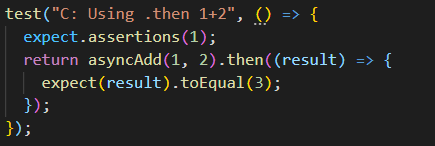 test("C: Using .then 1+2", () => {
  expect.assertions(1);
  return asyncAdd(1, 2).then((result) => {
    expect(result).toEqual(3);
  });
});